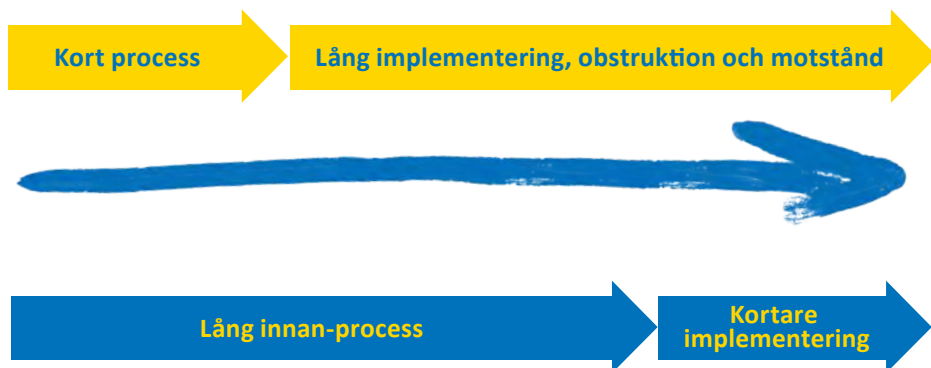 Kort process
Lång implementering, obstruktion och motstånd
Lång innan-process
Kortare
implementering